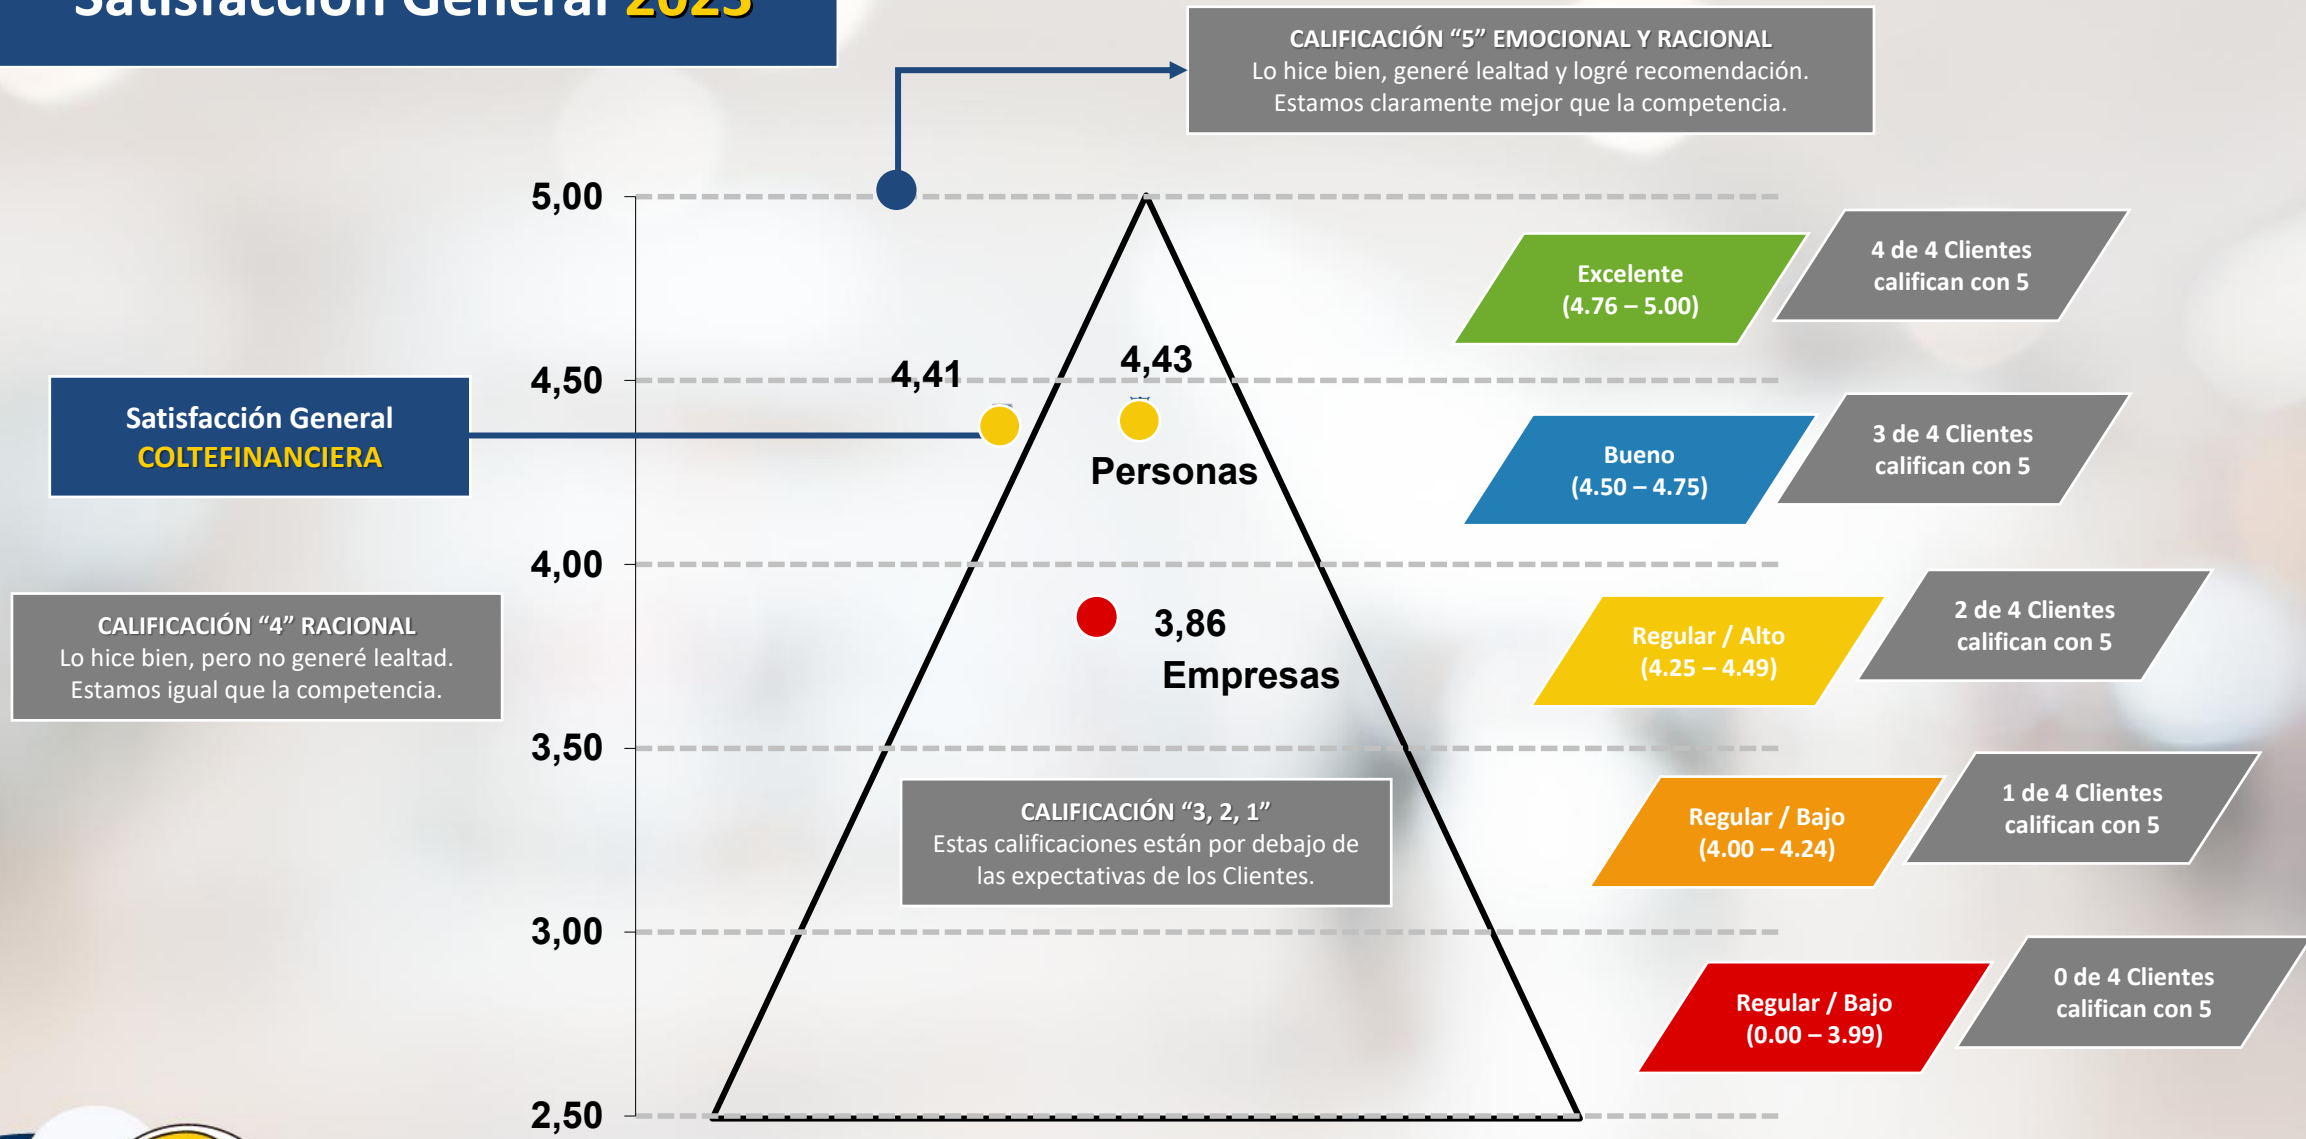 Satisfacción General 2023
CALIFICACIÓN “5” EMOCIONAL Y RACIONAL
Lo hice bien, generé lealtad y logré recomendación.
Estamos claramente mejor que la competencia.
5,00
4,50
4,00
3,50
3,00
2,50
4,41
4,43
Personas
3,86
Empresas
Satisfacción General
COLTEFINANCIERA
CALIFICACIÓN “4” RACIONAL
Lo hice bien, pero no generé lealtad.
Estamos igual que la competencia.
CALIFICACIÓN “3, 2, 1”
Estas calificaciones están por debajo de
las expectativas de los Clientes.
Excelente
(4.76 – 5.00)
4 de 4 Clientes
califican con 5
Bueno
(4.50 – 4.75)
3 de 4 Clientes
califican con 5
Regular / Alto
(4.25 – 4.49)
2 de 4 Clientes
califican con 5
Regular / Bajo
(4.00 – 4.24)
1 de 4 Clientes
califican con 5
Regular / Bajo
(0.00 – 3.99)
0 de 4 Clientes
califican con 5